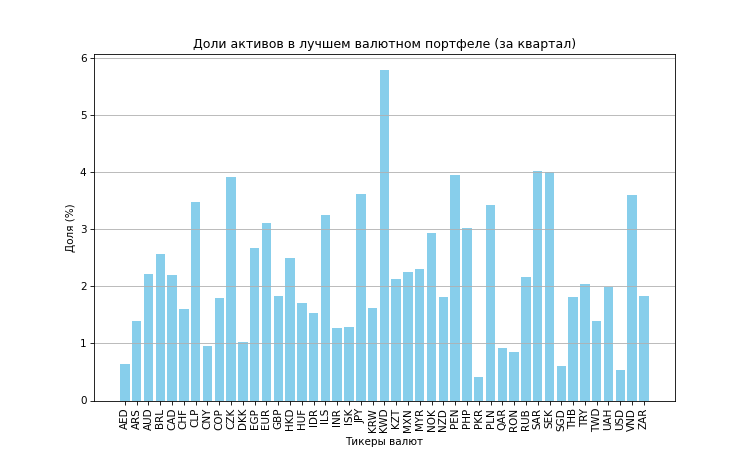 Доли активов в лучшем валютном портфеле (за квартал)
Доля (%)
6
5
4
3
2
1
0
AED ARS AUD BRL CAD CHF CLP CNY COP CZK DKK EGP EUR GBP HKD HUF IDR ILS INR ISK JPY KRW KWD KZT MXN MYR NOK NZD PEN PHP PKR PLN QAR RON RUB SAR SEK SGD THB TRY TWD UAH USD VND ZAR
Тикеры валют